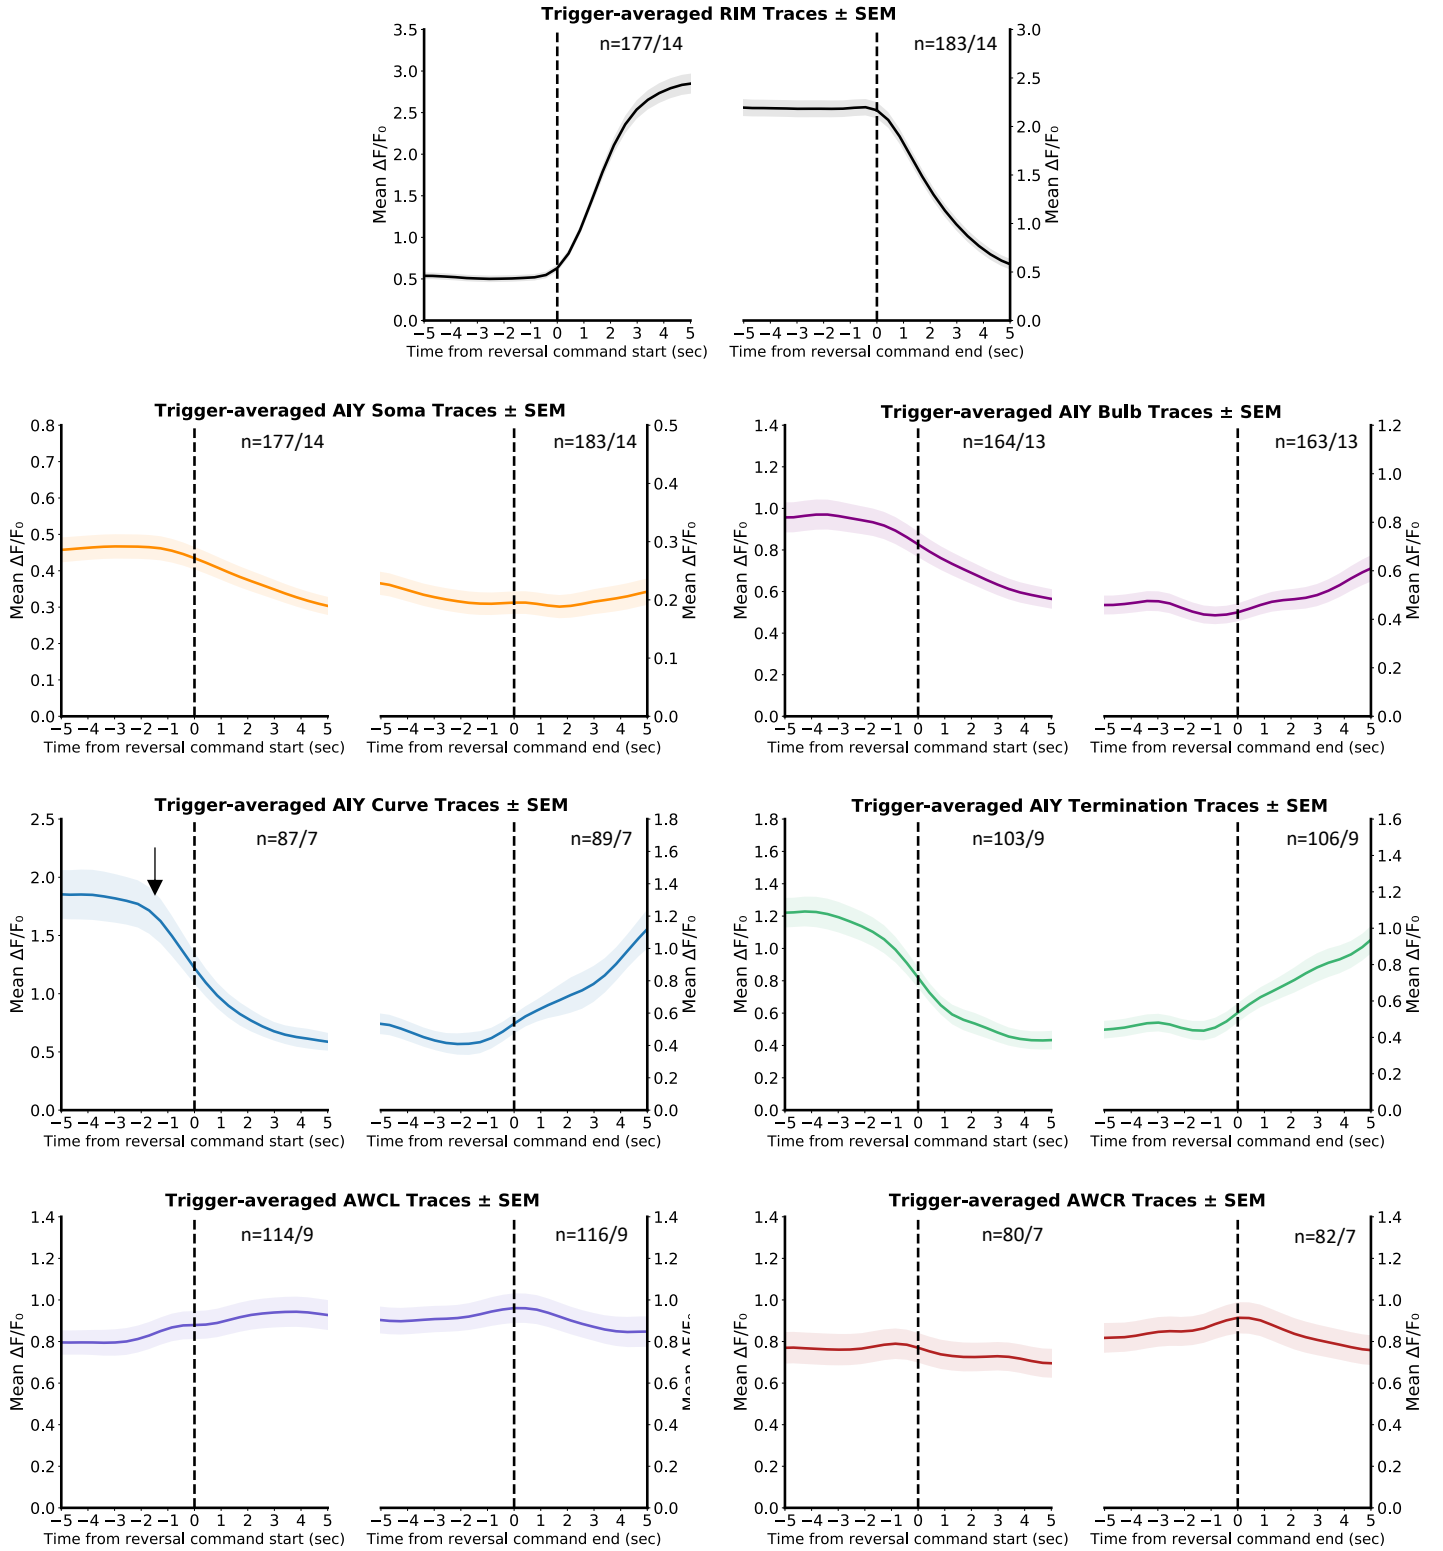 Trigger-averaged RIM Traces ± SEM
n=177/14
n=183/14
3.5
3.0
2.5
2.0
1.5
1.0
0.5
0.0
Mean ΔF/F₀
3.0
2.5
2.0
1.5
1.0
0.5
0.0
Mean ΔF/F₀
−5 −4 −3 −2 −1 0 1 2 3 4 5
Time from reversal command start (sec)
−5 −4 −3 −2 −1 0 1 2 3 4 5
Time from reversal command end (sec)
Trigger-averaged AIY Soma Traces ± SEM
n=177/14
n=183/14
0.8
0.7
0.6
0.5
0.4
0.3
0.2
0.1
0.0
Mean ΔF/F₀
0.5
0.4
0.3
0.2
0.1
0.0
Mean ΔF/F₀
−5 −4 −3 −2 −1 0 1 2 3 4 5
Time from reversal command start (sec)
−5 −4 −3 −2 −1 0 1 2 3 4 5
Time from reversal command end (sec)
Trigger-averaged AIY Bulb Traces ± SEM
n=164/13
n=163/13
1.4
1.2
1.0
0.8
0.6
0.4
0.2
0.0
Mean ΔF/F₀
1.2
1.0
0.8
0.6
0.4
0.2
0.0
Mean ΔF/F₀
−5 −4 −3 −2 −1 0 1 2 3 4 5
Time from reversal command start (sec)
−5 −4 −3 −2 −1 0 1 2 3 4 5
Time from reversal command end (sec)
Trigger-averaged AIY Curve Traces ± SEM
n=87/7
n=89/7
2.5
2.0
1.5
1.0
0.5
0.0
Mean ΔF/F₀
1.8
1.6
1.4
1.2
1.0
0.8
0.6
0.4
0.2
0.0
Mean ΔF/F₀
−5 −4 −3 −2 −1 0 1 2 3 4 5
Time from reversal command start (sec)
−5 −4 −3 −2 −1 0 1 2 3 4 5
Time from reversal command end (sec)
Trigger-averaged AIY Termination Traces ± SEM
n=103/9
n=106/9
1.8
1.6
1.4
1.2
1.0
0.8
0.6
0.4
0.2
0.0
Mean ΔF/F₀
1.6
1.4
1.2
1.0
0.8
0.6
0.4
0.2
0.0
Mean ΔF/F₀
−5 −4 −3 −2 −1 0 1 2 3 4 5
Time from reversal command start (sec)
−5 −4 −3 −2 −1 0 1 2 3 4 5
Time from reversal command end (sec)
Trigger-averaged AWCL Traces ± SEM
n=114/9
n=116/9
1.4
1.2
1.0
0.8
0.6
0.4
0.2
0.0
Mean ΔF/F₀
1.4
1.2
1.0
0.8
0.6
0.4
0.2
0.0
Mean ΔF/F₀
−5 −4 −3 −2 −1 0 1 2 3 4 5
Time from reversal command start (sec)
−5 −4 −3 −2 −1 0 1 2 3 4 5
Time from reversal command end (sec)
Trigger-averaged AWCR Traces ± SEM
n=80/7
n=82/7
1.4
1.2
1.0
0.8
0.6
0.4
0.2
0.0
Mean ΔF/F₀
1.4
1.2
1.0
0.8
0.6
0.4
0.2
0.0
Mean ΔF/F₀
−5 −4 −3 −2 −1 0 1 2 3 4 5
Time from reversal command start (sec)
−5 −4 −3 −2 −1 0 1 2 3 4 5
Time from reversal command end (sec)